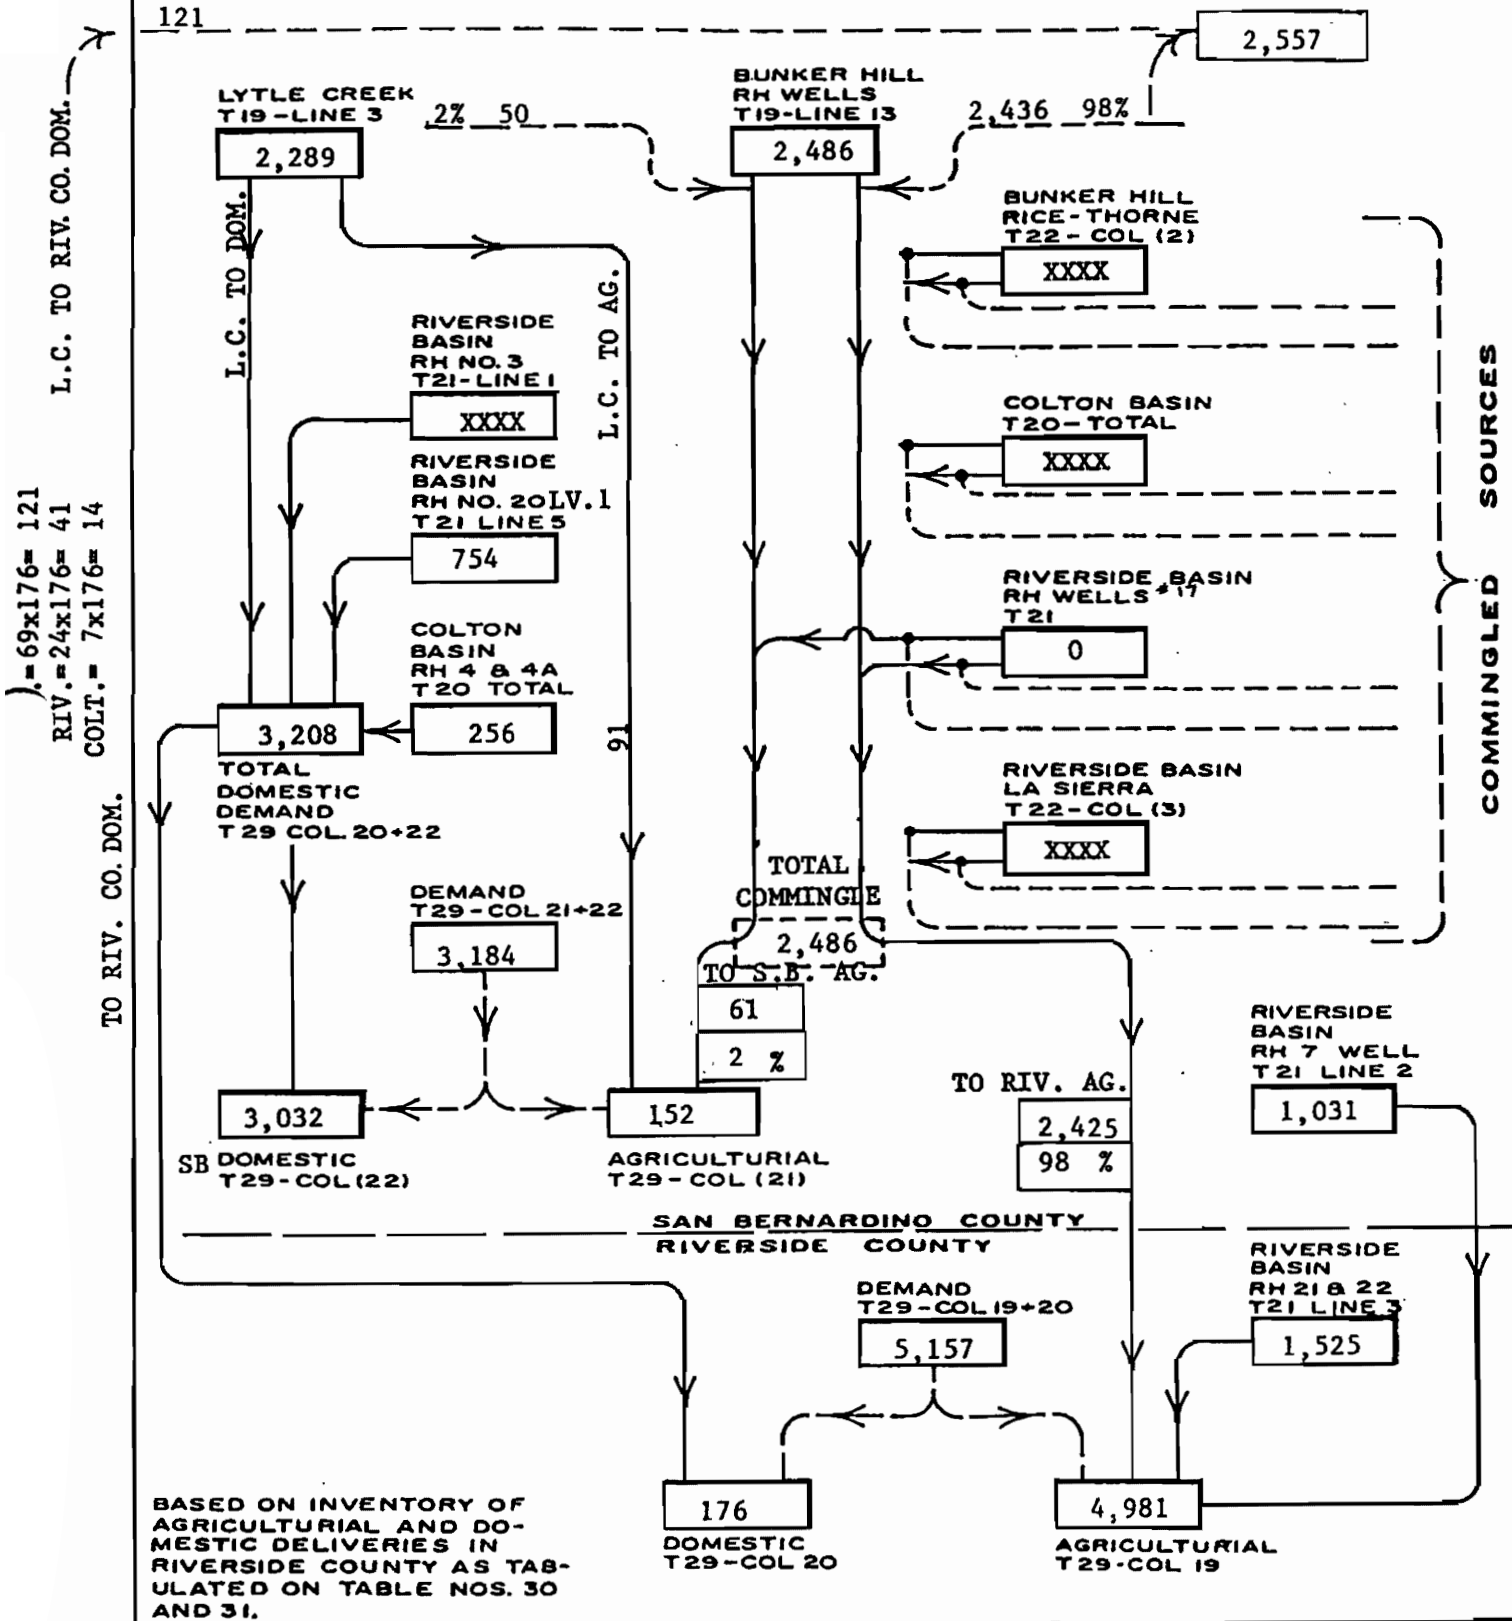 121
2,557
LYTLE CREEK
T19-LINE 3
2,289
2% 50
BUNKER HILL
RH WELLS
T19-LINE 13
2,486
2,436 98%
BUNKER HILL
RICE-THORNE
T22-COL (2)
XXXX
L.C. TO RIV. CO. DOM.
L.C. TO DOM.
L.C. TO AG.
RIVERSIDE
BASIN
RH NO. 3
T21-LINE 1
XXXX
COLTON BASIN
T20-TOTAL
XXXX
RIVERSIDE
BASIN
RH NO. 20 LV. 1
T21 LINE 5
754
COMMINGLED SOURCES
).=69x176= 121
RIV.=24x176= 41
COLT.= 7x176= 14
RIVERSIDE BASIN
RH WELLS #17
T21
0
COLTON
BASIN
RH 4 & 4A
T20 TOTAL
256
3,208
TOTAL
DOMESTIC
DEMAND
T29 COL. 20+22
91
RIVERSIDE BASIN
LA SIERRA
T22-COL (3)
XXXX
TO RIV. CO. DOM.
DEMAND
T29-COL 21+22
3,184
TOTAL
COMMINGLE
2,486
TO S.B. AG.
61
2 %
3,032
SB DOMESTIC
T29-COL (22)
152
AGRICULTURIAL
T29-COL (21)
TO RIV. AG.
2,425
98 %
RIVERSIDE
BASIN
RH 7 WELL
T21 LINE 2
1,031
SAN BERNARDINO COUNTY
RIVERSIDE COUNTY
RIVERSIDE
BASIN
RH 21 & 22
T21 LINE 3
1,525
DEMAND
T29-COL 19+20
5,157
176
DOMESTIC
T29-COL 20
4,981
AGRICULTURIAL
T29-COL 19
BASED ON INVENTORY OF
AGRICULTURIAL AND DO-
MESTIC DELIVERIES IN
RIVERSIDE COUNTY AS TAB-
ULATED ON TABLE NOS. 30
AND 31.